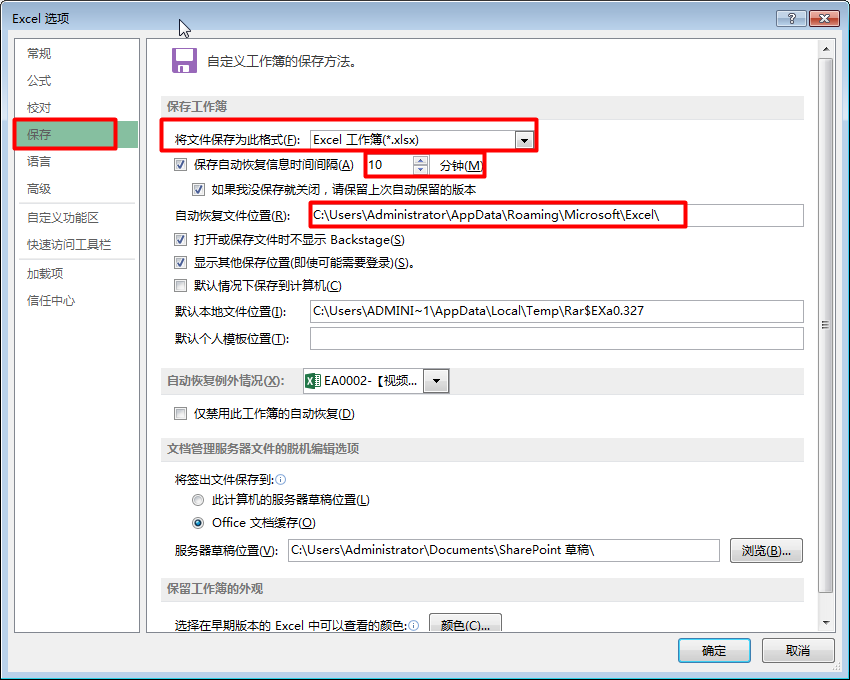 Excel 选项
常规
公式
校对
保存
语言
高级
自定义功能区
快速访问工具栏
加载项
信任中心
自定义工作簿的保存方法。
保存工作簿
将文件保存为此格式(F): Excel 工作簿(*.xlsx)
保存自动恢复信息时间间隔(A) 10 分钟(M)
如果我没保存就关闭，请保留上次自动保留的版本
自动恢复文件位置(R): C:\Users\Administrator\AppData\Roaming\Microsoft\Excel\
打开或保存文件时不显示 Backstage(S)
显示其他保存位置(即使可能需要登录)(S)。
默认情况下保存到计算机(C)
默认本地文件位置(I): C:\Users\ADMINI~1\AppData\Local\Temp\Rar$EXa0.327
默认个人模板位置(T):
自动恢复例外情况(X): EA0002-【视频...
仅禁用此工作簿的自动恢复(D)
文档管理服务器文件的脱机编辑选项
将签出文件保存到:
此计算机的服务器草稿位置(L)
Office 文档缓存(O)
服务器草稿位置(V): C:\Users\Administrator\Documents\SharePoint 草稿\ 浏览(B)...
保留工作簿的外观
选择在早期版本的 Excel 中可以查看的颜色: 颜色(C)...
确定 取消